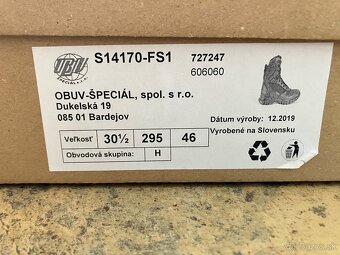 UBU
S14170-FS1
727247
606060
OBUV-ŠPECIÁL, spol. s r.o.
Dukelská 19
085 01 Bardejov
Dátum výroby: 12.2019
Vyrobené na Slovensku
Veľkosť 30½ 295 46
Obvodová skupina: H